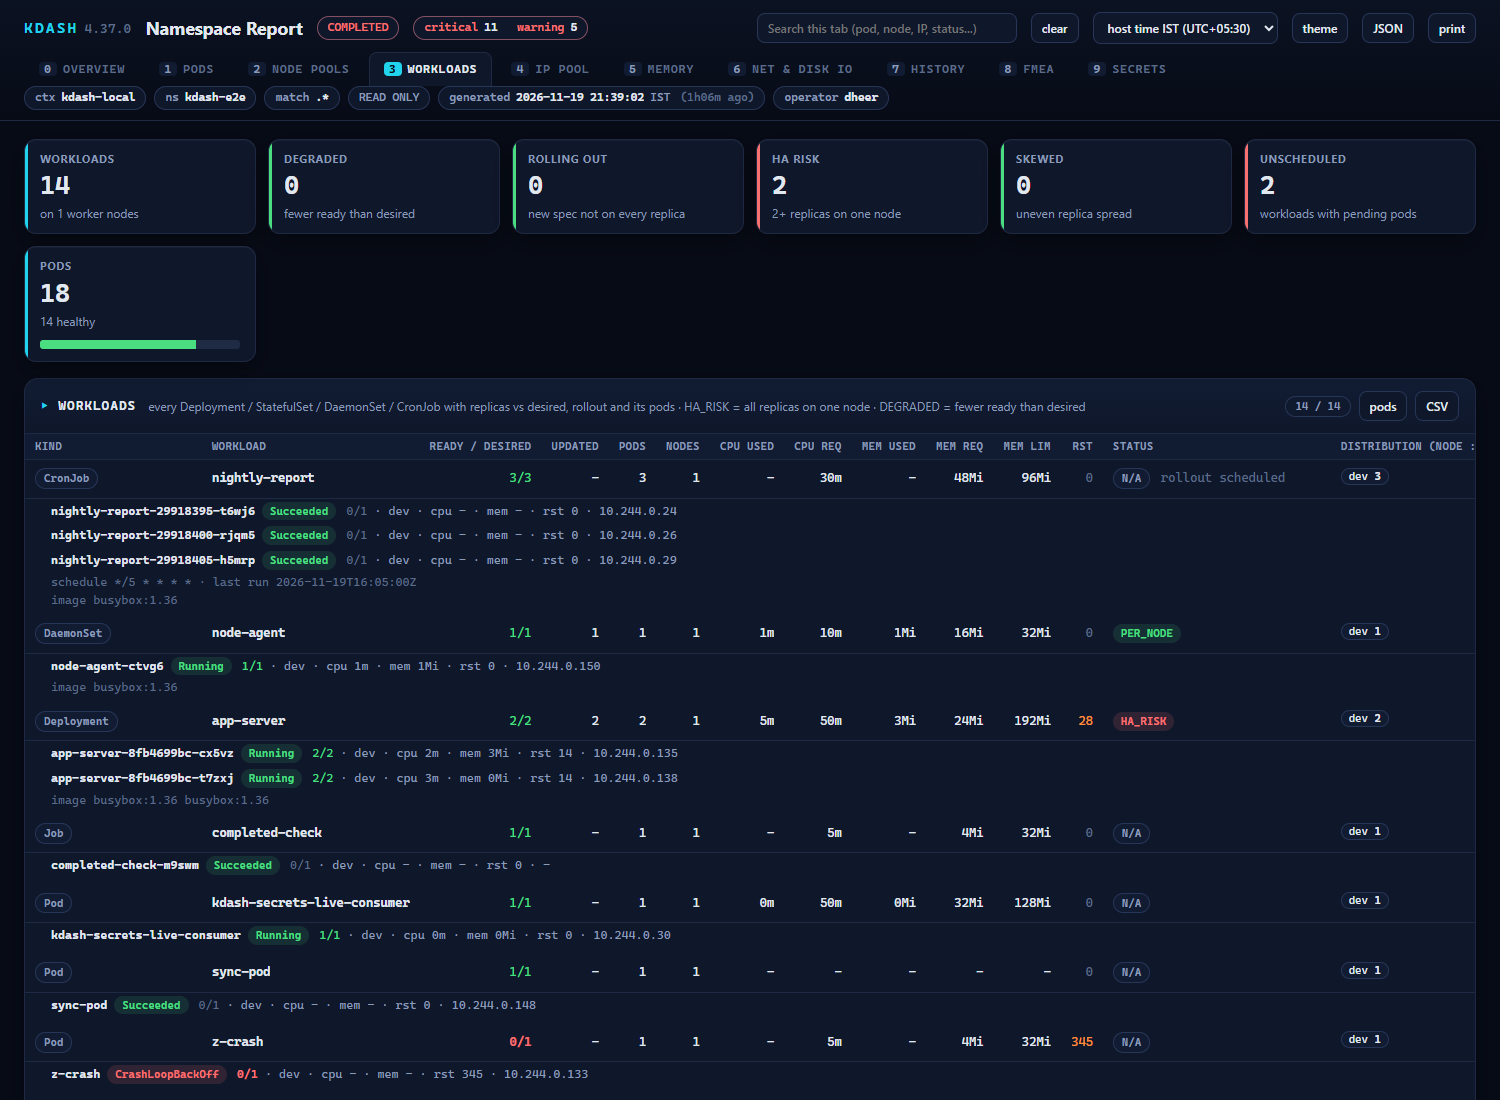 KDASH 4.37.0 Namespace Report COMPLETED critical 11 warning 5 Search this tab (pod, node, IP, status...) clear host time IST (UTC+05:30) theme JSON print
0 OVERVIEW 1 PODS 2 NODE POOLS 3 WORKLOADS 4 IP POOL 5 MEMORY 6 NET & DISK IO 7 HISTORY 8 FMEA 9 SECRETS
ctx kdash-local ns kdash-e2e match .* READ ONLY generated 2026-11-19 21:39:02 IST (1h06m ago) operator dheer
WORKLOADS DEGRADED ROLLING OUT HA RISK SKEWED UNSCHEDULED
14 0 0 2 0 2
on 1 worker nodes fewer ready than desired new spec not on every replica 2+ replicas on one node uneven replica spread workloads with pending pods
PODS
18
14 healthy
▸ WORKLOADS every Deployment / StatefulSet / DaemonSet / CronJob with replicas vs desired, rollout and its pods · HA_RISK = all replicas on one node · DEGRADED = fewer ready than desired 14 / 14 pods CSV
KIND WORKLOAD READY / DESIRED UPDATED PODS NODES CPU USED CPU REQ MEM USED MEM REQ MEM LIM RST STATUS DISTRIBUTION (NODE :
CronJob nightly-report 3/3 – 3 1 – 30m – 48Mi 96Mi 0 N/A rollout scheduled dev 3
nightly-report-29918395-t6wj6 Succeeded 0/1 · dev · cpu – · mem – · rst 0 · 10.244.0.24
nightly-report-29918400-rjqm5 Succeeded 0/1 · dev · cpu – · mem – · rst 0 · 10.244.0.26
nightly-report-29918405-h5mrp Succeeded 0/1 · dev · cpu – · mem – · rst 0 · 10.244.0.29
schedule */5 * * * * · last run 2026-11-19T16:05:00Z
image busybox:1.36
DaemonSet node-agent 1/1 1 1 1 1m 10m 1Mi 16Mi 32Mi 0 PER_NODE dev 1
node-agent-ctvg6 Running 1/1 · dev · cpu 1m · mem 1Mi · rst 0 · 10.244.0.150
image busybox:1.36
Deployment app-server 2/2 2 2 1 5m 50m 3Mi 24Mi 192Mi 28 HA_RISK dev 2
app-server-8fb4699bc-cx5vz Running 2/2 · dev · cpu 2m · mem 3Mi · rst 14 · 10.244.0.135
app-server-8fb4699bc-t7zxj Running 2/2 · dev · cpu 3m · mem 0Mi · rst 14 · 10.244.0.138
image busybox:1.36 busybox:1.36
Job completed-check 1/1 – 1 1 – 5m – 4Mi 32Mi 0 N/A dev 1
completed-check-m9swm Succeeded 0/1 · dev · cpu – · mem – · rst 0 · –
Pod kdash-secrets-live-consumer 1/1 – 1 1 0m 50m 0Mi 32Mi 128Mi 0 N/A dev 1
kdash-secrets-live-consumer Running 1/1 · dev · cpu 0m · mem 0Mi · rst 0 · 10.244.0.30
Pod sync-pod 1/1 – 1 1 – – – – – 0 N/A dev 1
sync-pod Succeeded 0/1 · dev · cpu – · mem – · rst 0 · 10.244.0.148
Pod z-crash 0/1 – 1 1 – 5m – 4Mi 32Mi 345 N/A dev 1
z-crash CrashLoopBackOff 0/1 · dev · cpu – · mem – · rst 345 · 10.244.0.133